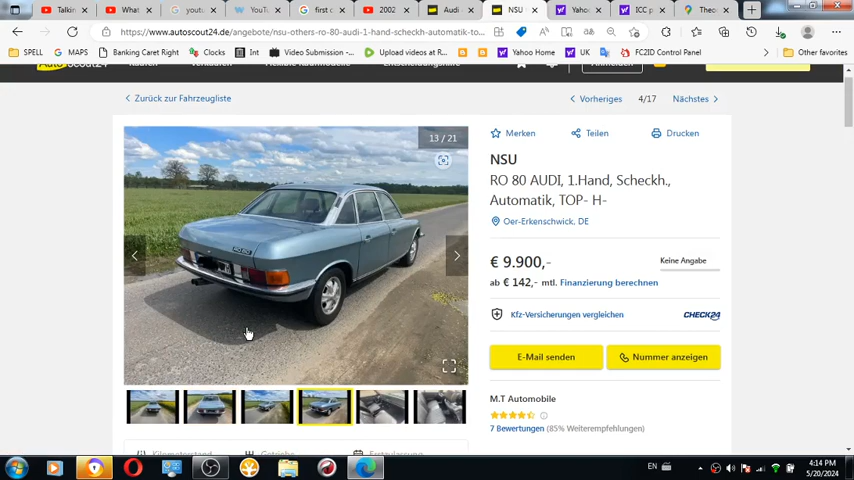 Talkin
What
youtu
YouTu
first c
2002
Audi
NSU
Yaho
ICC p
Theo
https://www.autoscout24.de/angebote/nsu-others-ro-80-audi-1-hand-scheckh-automatik-to...
SPELL
MAPS
Banking Caret Right
Clocks
Int
Video Submission -...
Upload videos at R...
Yahoo Home
UK
FC2ID Control Panel
Other favorites
Anmelden
Zurück zur Fahrzeugliste
Vorheriges 4/17 Nächstes
13 / 21
Merken Teilen Drucken
NSU
RO 80 AUDI, 1.Hand, Scheckh.,
Automatik, TOP- H-
Oer-Erkenschwick, DE
€ 9.900,- Keine Angabe
ab € 142,- mtl. Finanzierung berechnen
Kfz-Versicherungen vergleichen CHECK24
E-Mail senden Nummer anzeigen
M.T Automobile
7 Bewertungen (85% Weiterempfehlungen)
Kilometerstand Getriebe Erstzulassung
EN
4:14 PM
5/20/2024